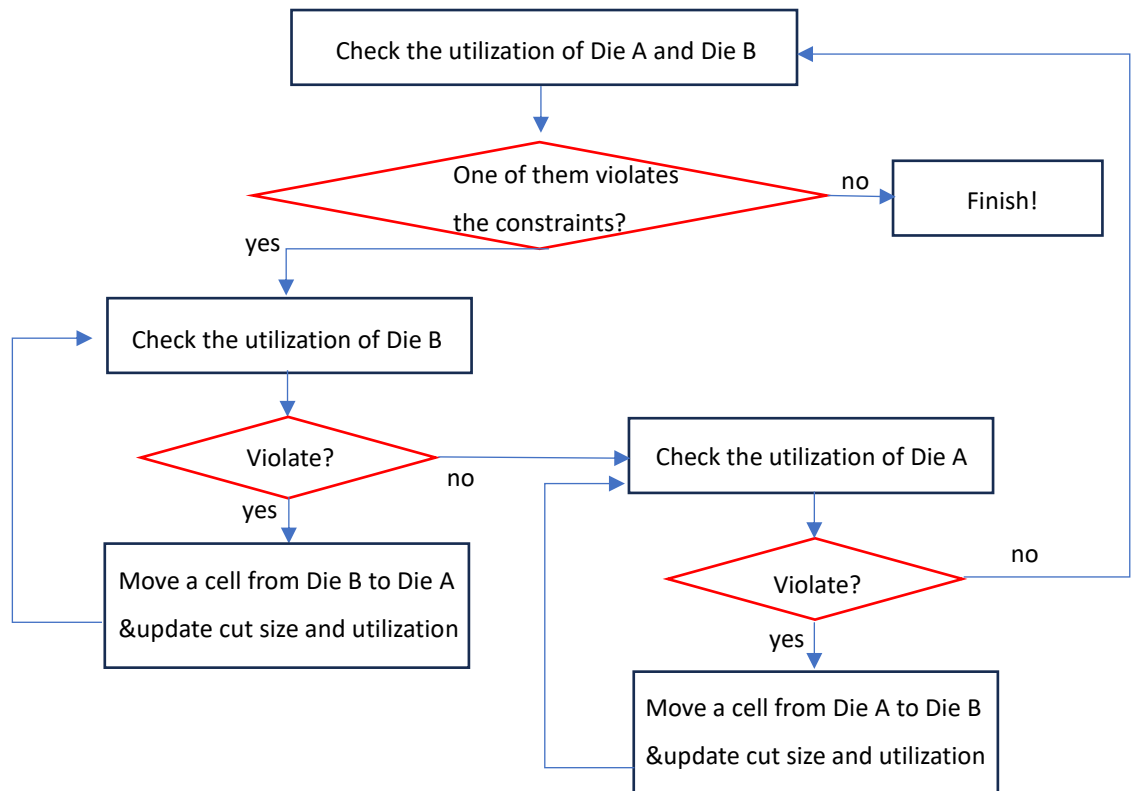 Check the utilization of Die A and Die B
One of them violates
the constraints?
no
Finish!
yes
Check the utilization of Die B
Violate?
no
yes
Move a cell from Die B to Die A
&update cut size and utilization
Check the utilization of Die A
Violate?
no
yes
Move a cell from Die A to Die B
&update cut size and utilization